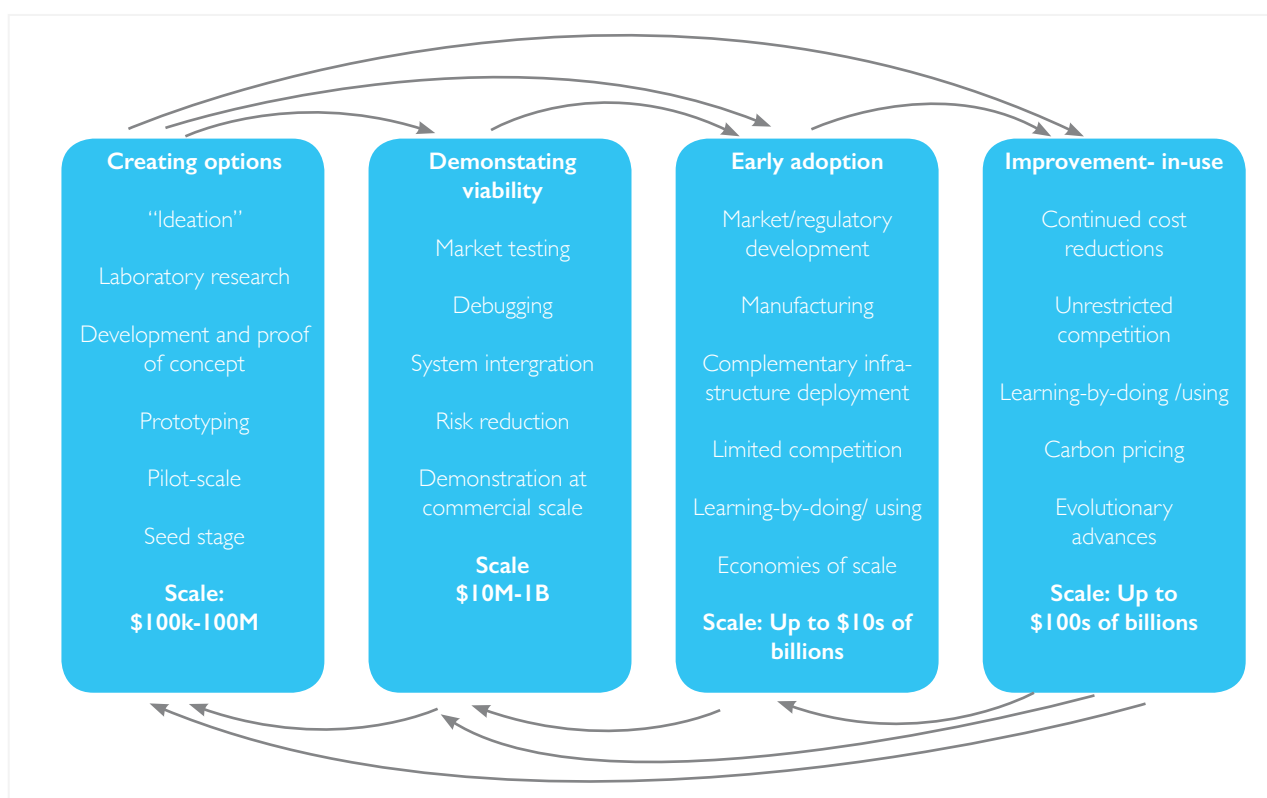 Creating options
“Ideation”
Laboratory research
Development and proof
of concept
Prototyping
Pilot-scale
Seed stage
Scale:
$100k-100M
Demonstating
viability
Market testing
Debugging
System intergration
Risk reduction
Demonstration at
commercial scale
Scale
$10M-1B
Early adoption
Market/regulatory
development
Manufacturing
Complementary infra-
structure deployment
Limited competition
Learning-by-doing/ using
Economies of scale
Scale: Up to $10s of
billions
Improvement- in-use
Continued cost
reductions
Unrestricted
competition
Learning-by-doing /using
Carbon pricing
Evolutionary
advances
Scale: Up to
$100s of billions